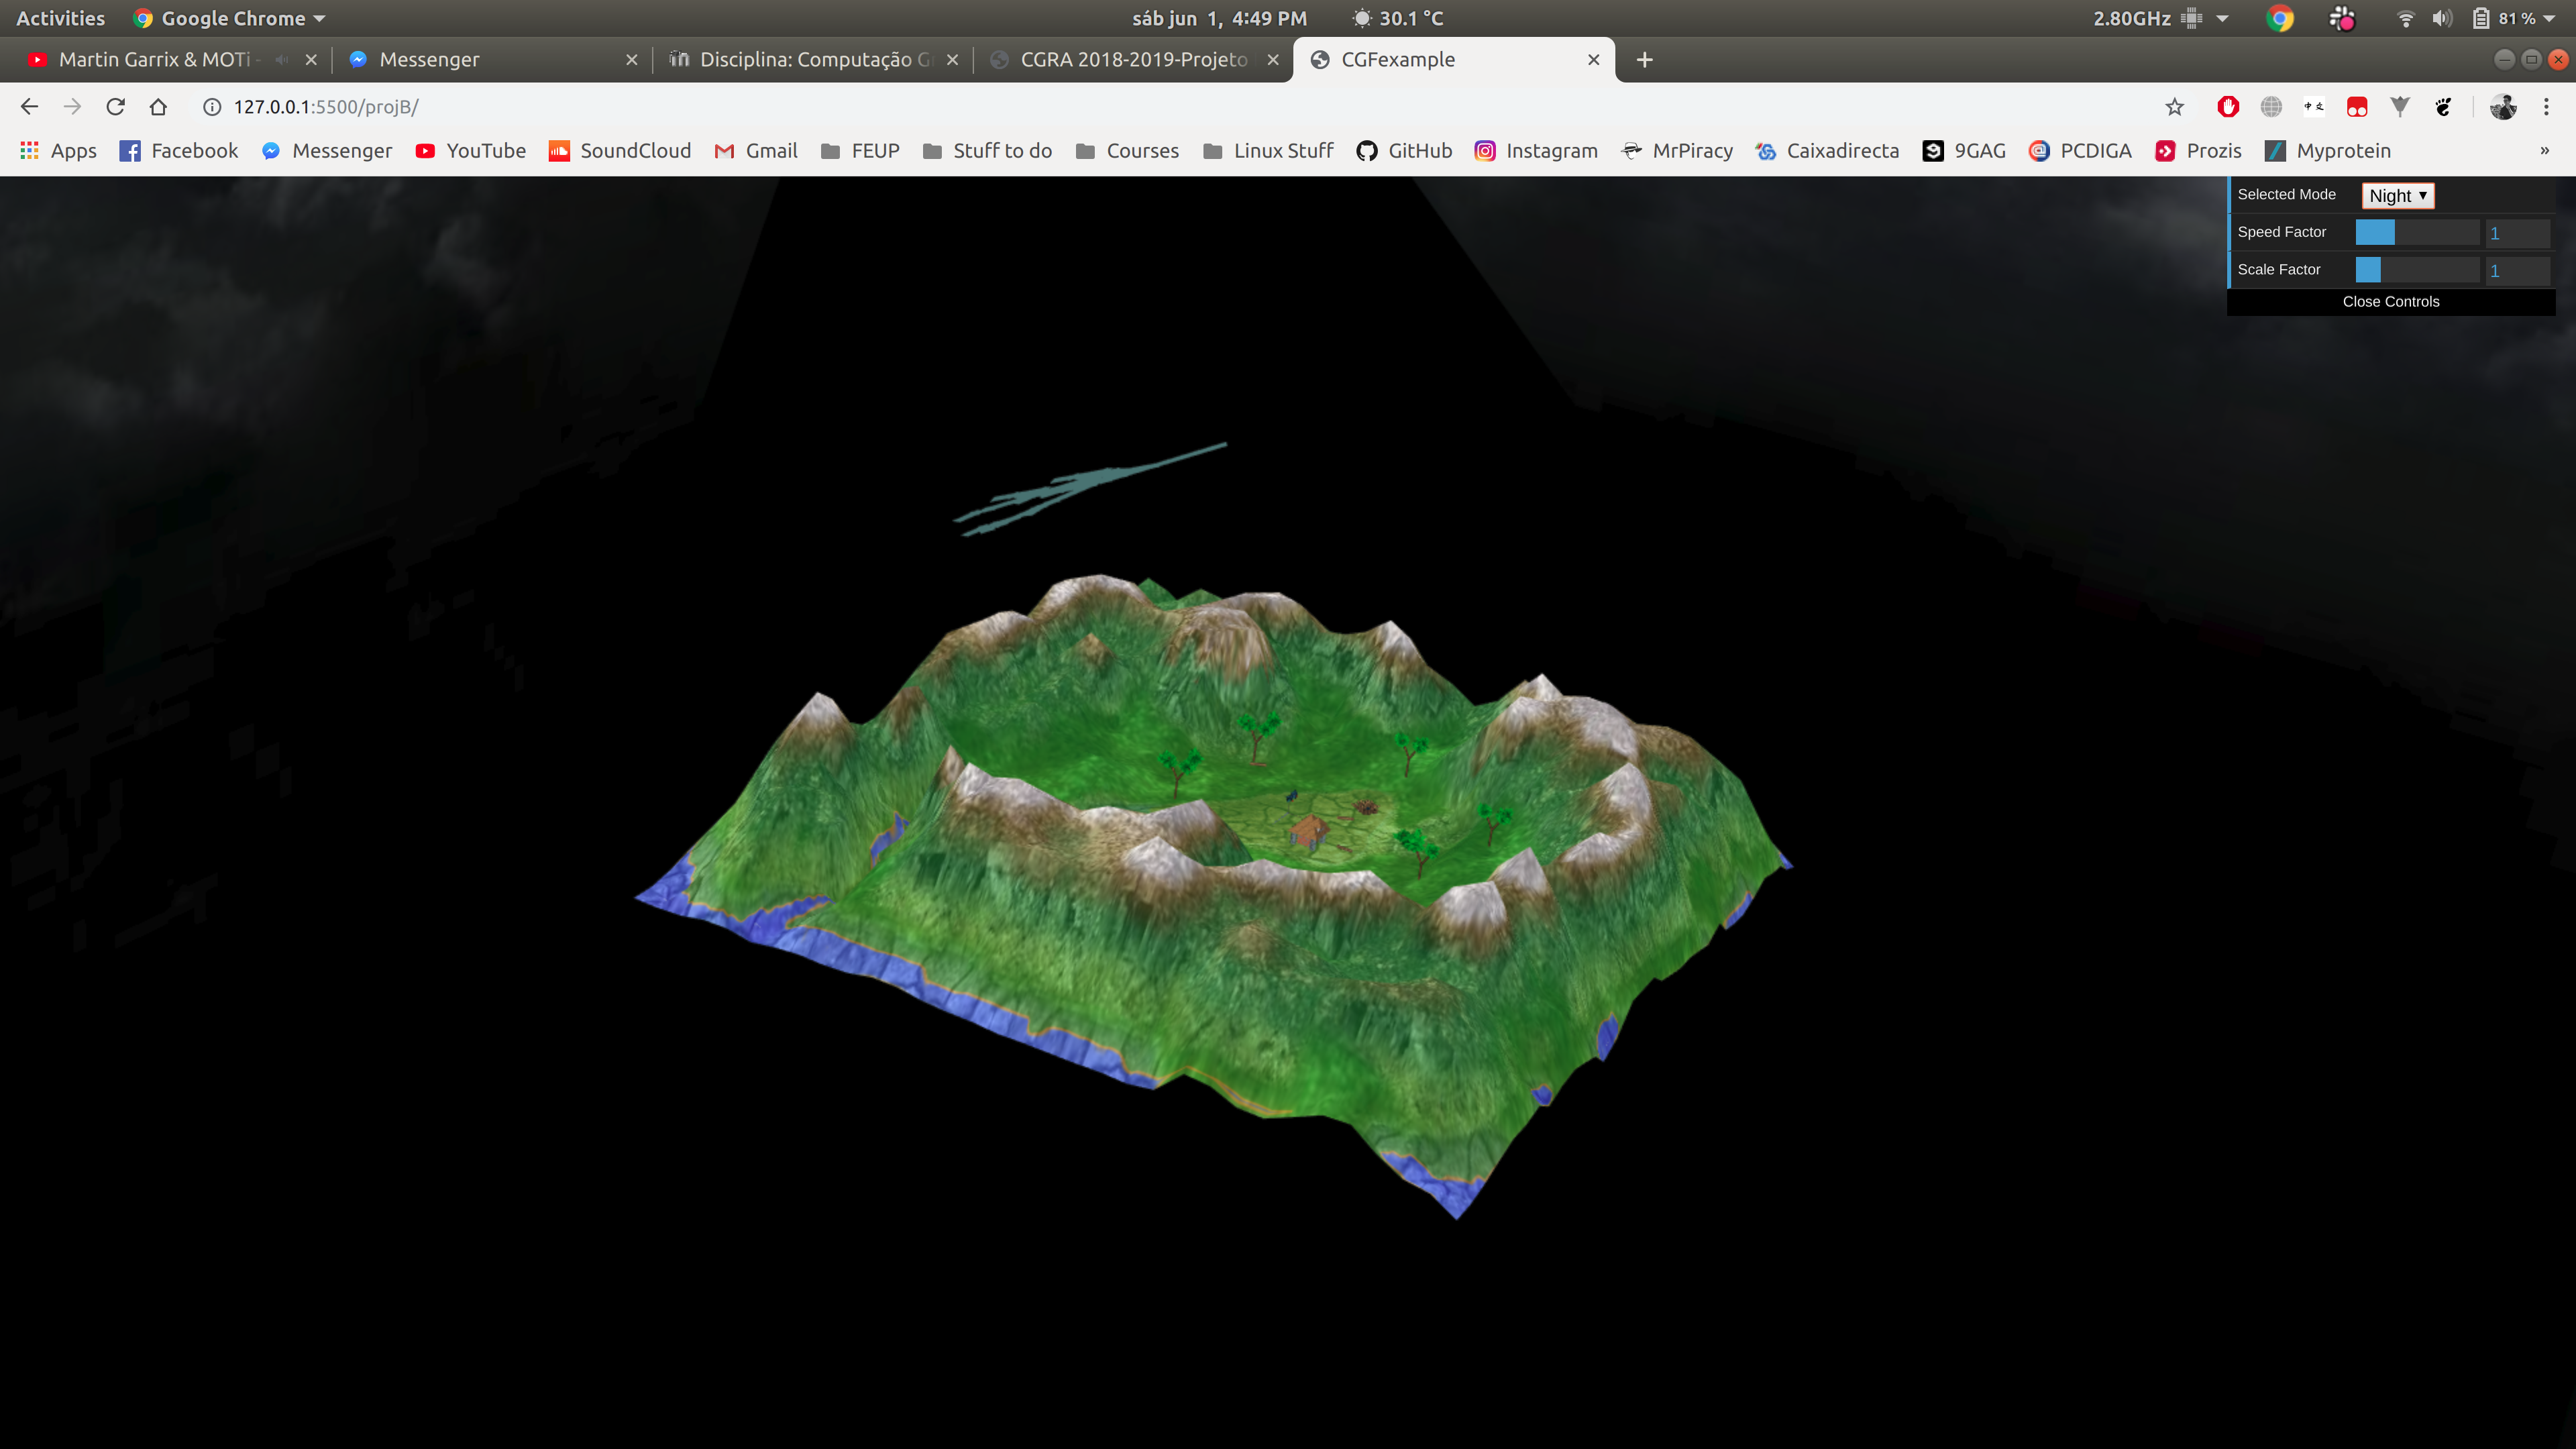 Activities Google Chrome sáb jun 1, 4:49 PM 30.1 °C 2.80GHz 81 %
Martin Garrix & MOTi - Messenger Disciplina: Computação G CGRA 2018-2019-Projeto CGFexample
127.0.0.1:5500/projB/
Apps Facebook Messenger YouTube SoundCloud Gmail FEUP Stuff to do Courses Linux Stuff GitHub Instagram MrPiracy Caixadirecta 9GAG PCDIGA Prozis Myprotein »
Selected Mode Night
Speed Factor 1
Scale Factor 1
Close Controls